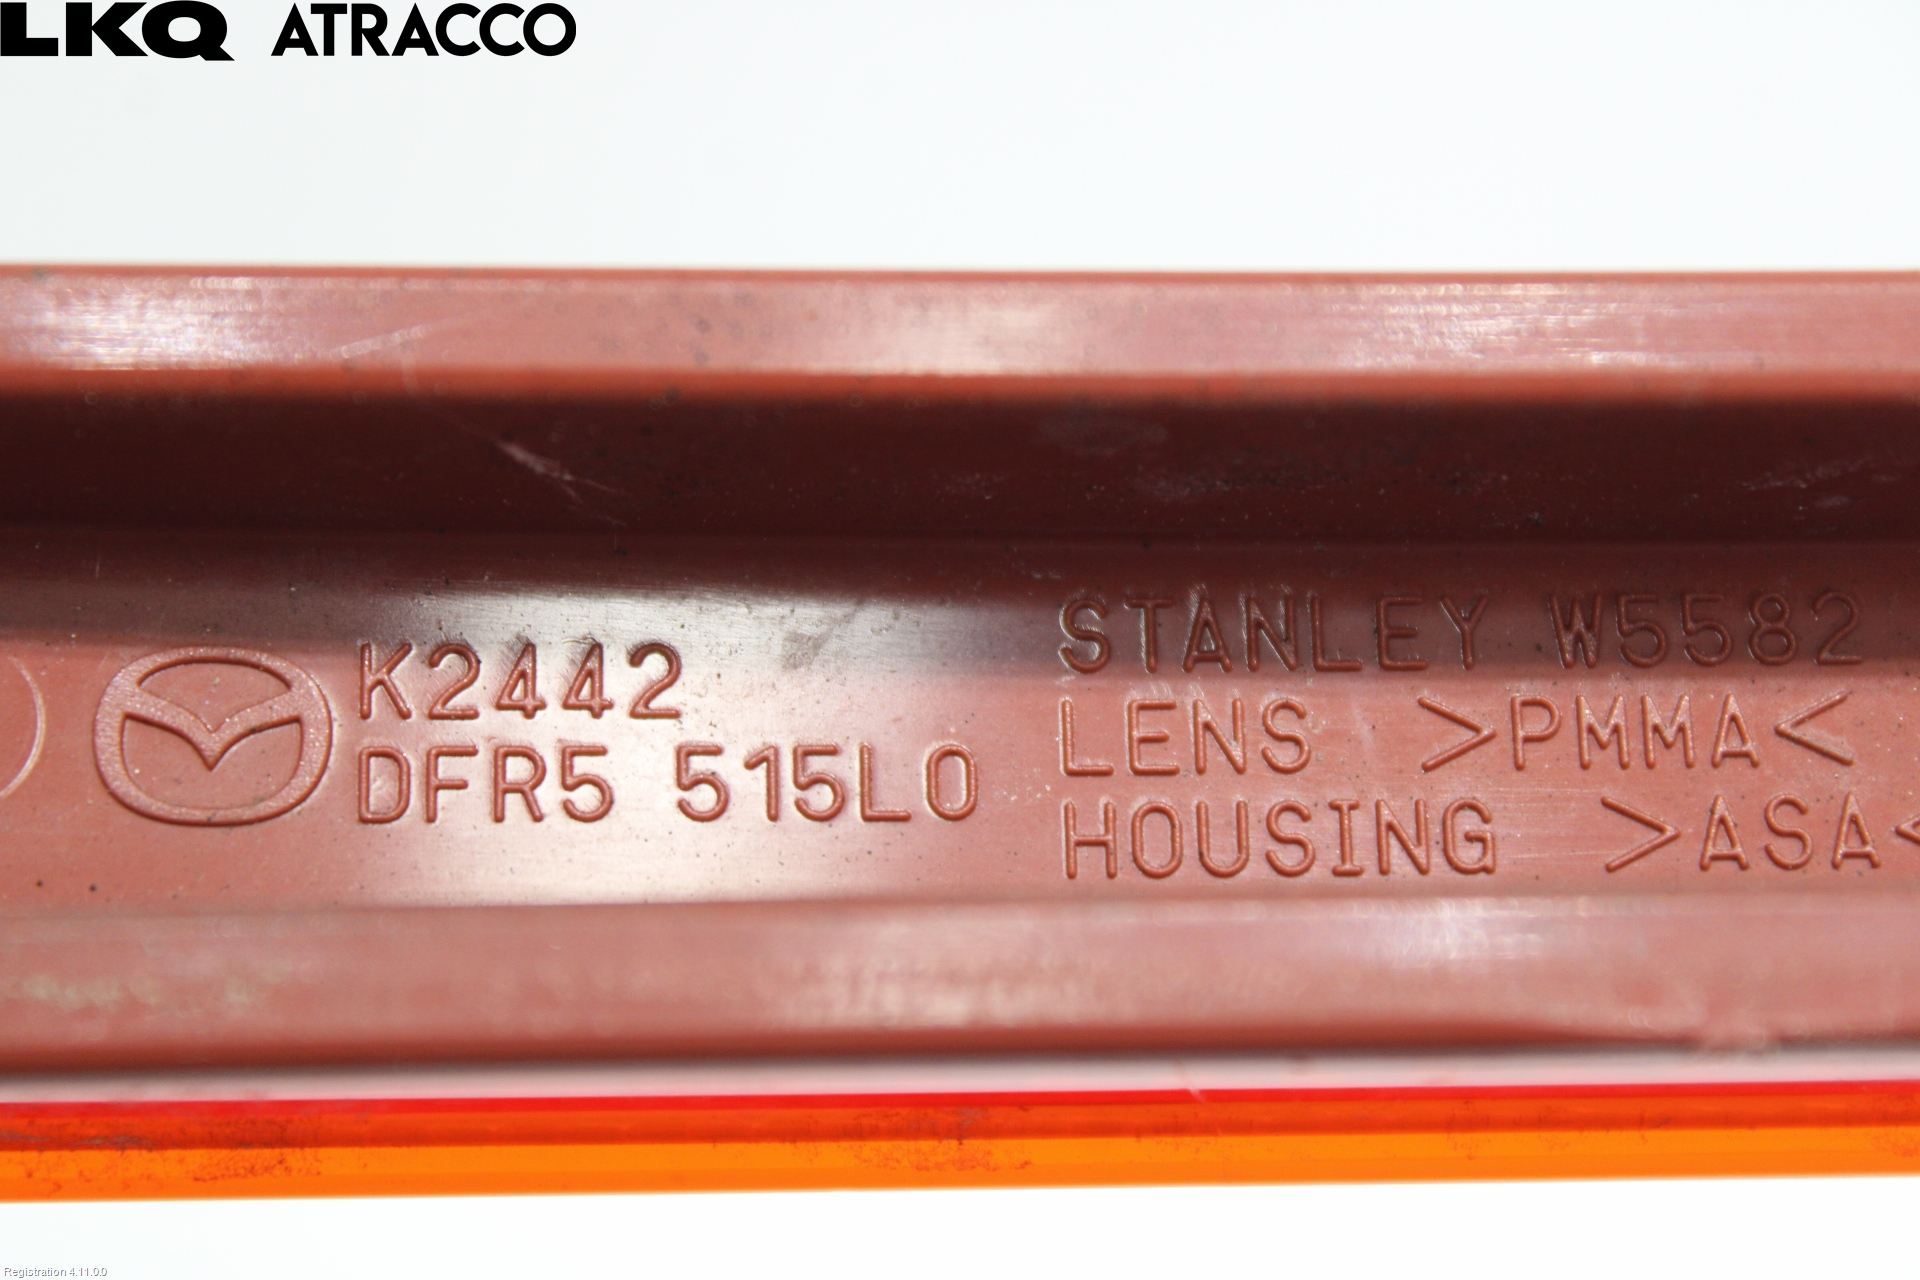 LKQ ATRACCO
K2442
DFR5 515L0
STANLEY W5582
LENS >PMMA<
HOUSING >ASA<
Registration 4.11.0.0